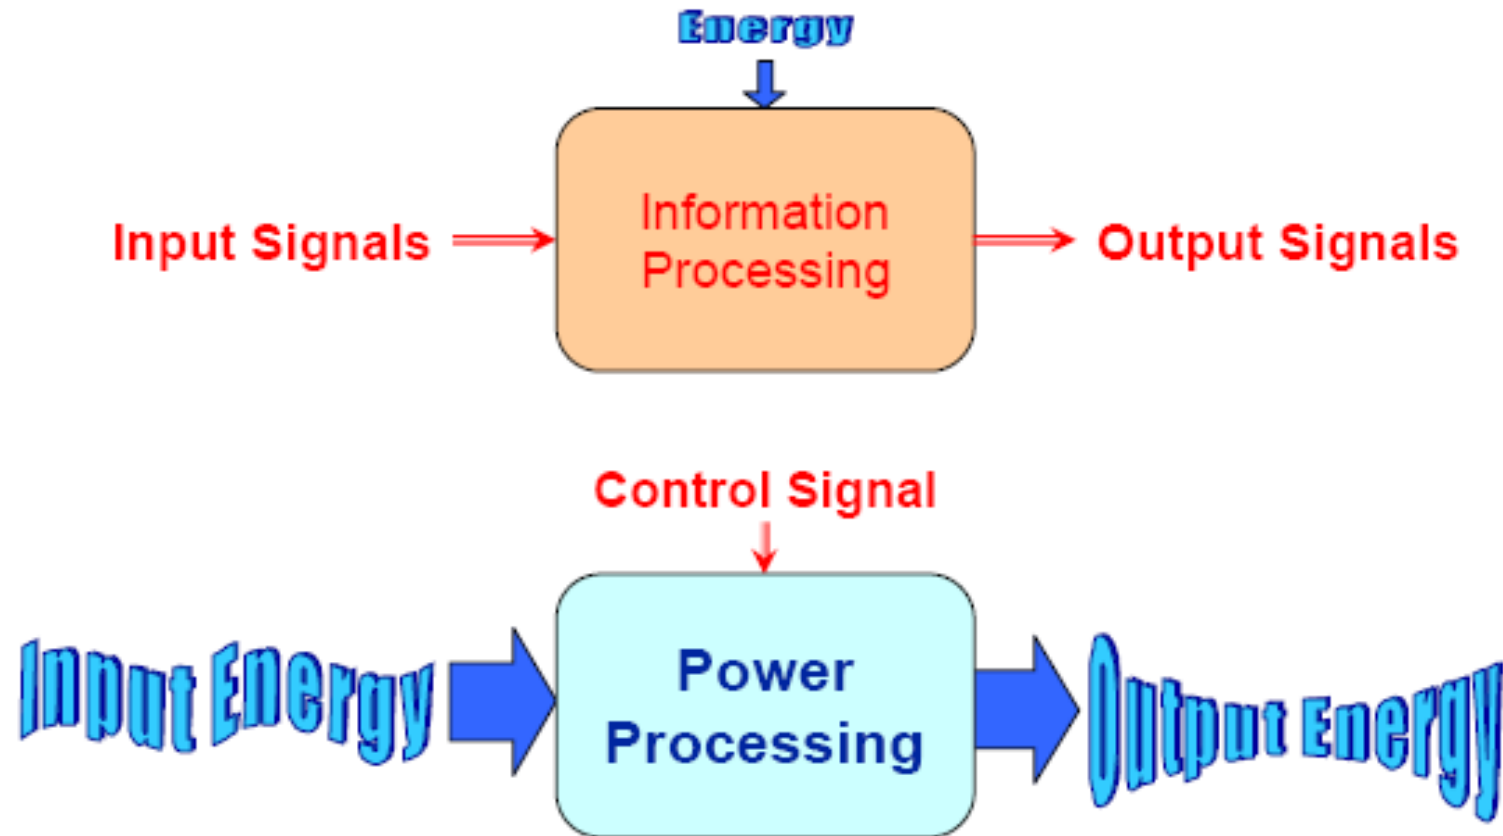 Energy
Input Signals
Information
Processing
Output Signals
Control Signal
Input Energy
Power
Processing
Output Energy